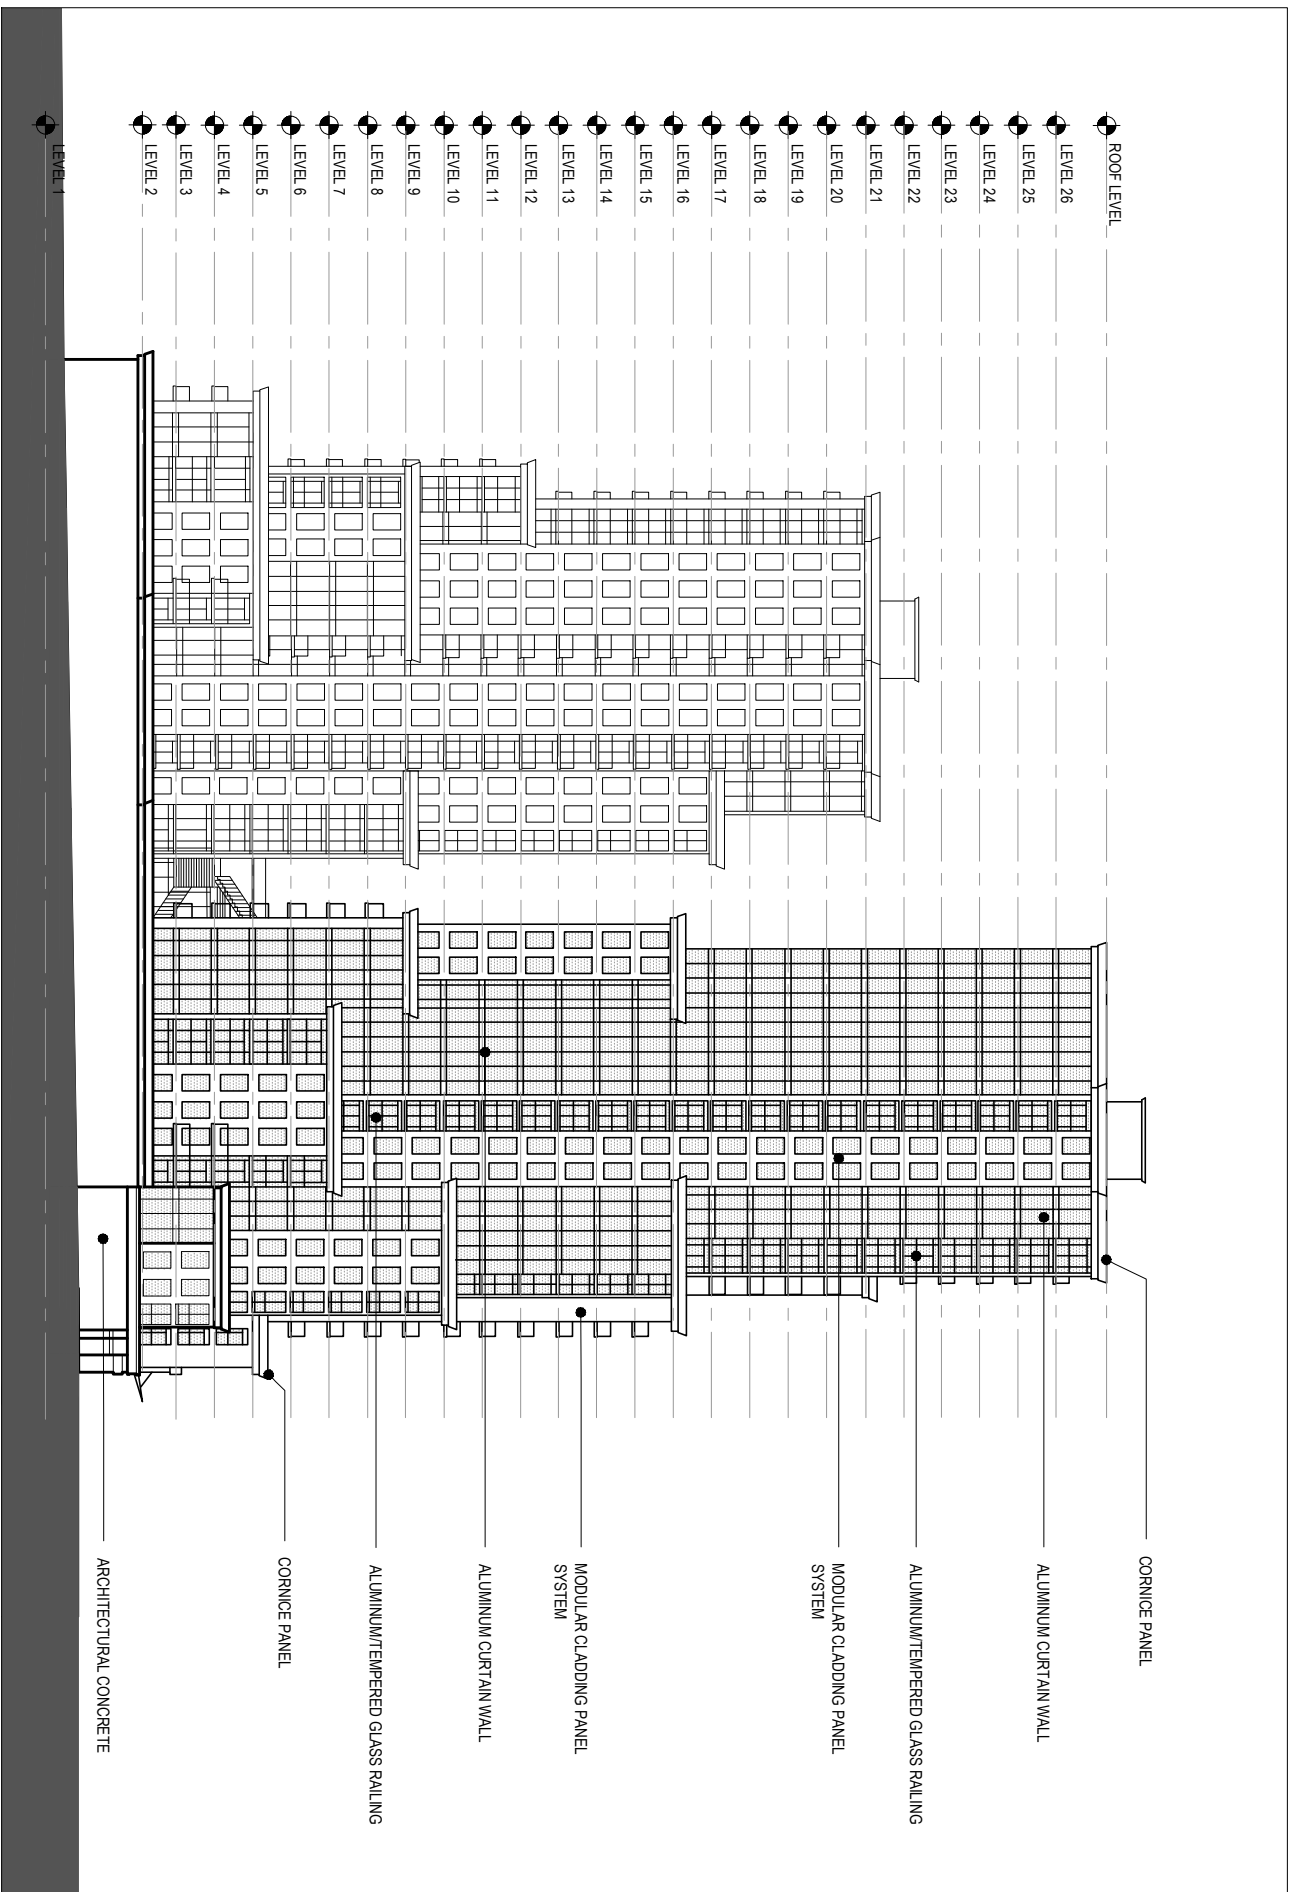 ROOF LEVEL
LEVEL 26
LEVEL 25
LEVEL 24
LEVEL 23
LEVEL 22
LEVEL 21
LEVEL 20
LEVEL 19
LEVEL 18
LEVEL 17
LEVEL 16
LEVEL 15
LEVEL 14
LEVEL 13
LEVEL 12
LEVEL 11
LEVEL 10
LEVEL 9
LEVEL 8
LEVEL 7
LEVEL 6
LEVEL 5
LEVEL 4
LEVEL 3
LEVEL 2
LEVEL 1
CORNICE PANEL
ALUMINUM CURTAIN WALL
ALUMINUM/TEMPERED GLASS RAILING
MODULAR CLADDING PANEL
SYSTEM
MODULAR CLADDING PANEL
SYSTEM
ALUMINUM CURTAIN WALL
ALUMINUM/TEMPERED GLASS RAILING
CORNICE PANEL
ARCHITECTURAL CONCRETE